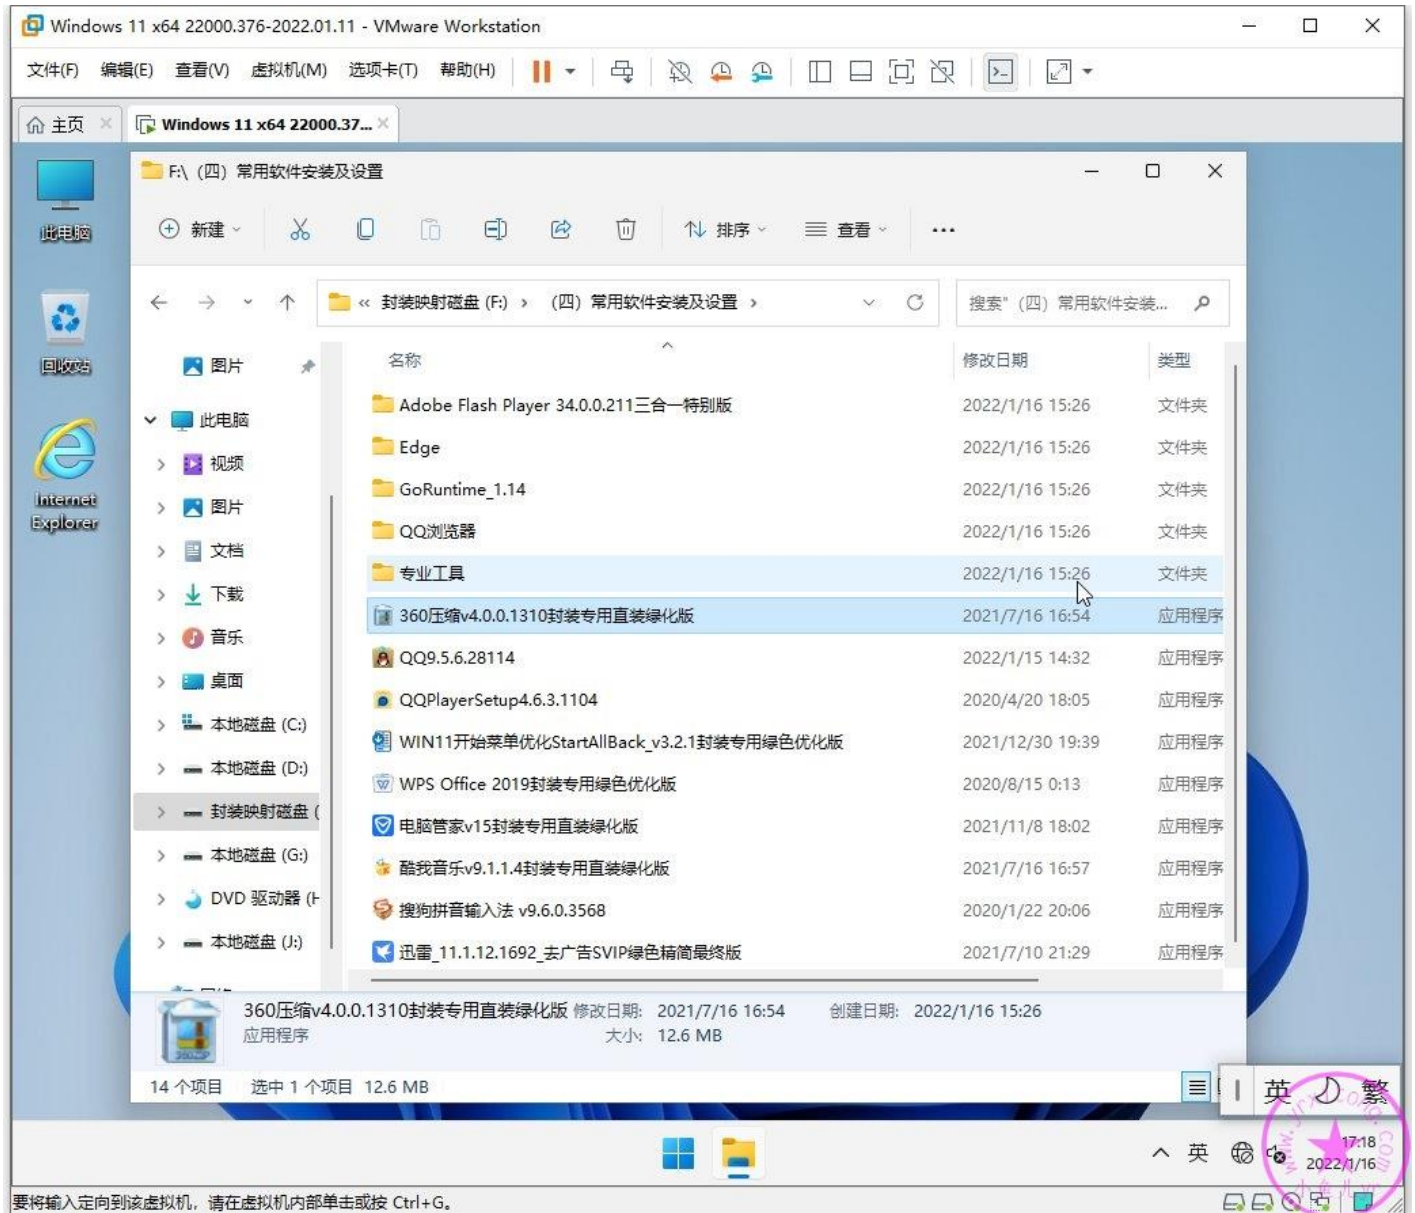 Windows 11 x64 22000.376-2022.01.11 - VMware Workstation
文件(F) 编辑(E) 查看(V) 虚拟机(M) 选项卡(T) 帮助(H)
主页 Windows 11 x64 22000.37...
F:\（四）常用软件安装及设置
此电脑
新建 排序 查看 ...
« 封装映射磁盘 (F:) › （四）常用软件安装及设置 › 搜索"（四）常用软件安装...
回收站
Internet
Explorer
图片
此电脑
视频
图片
文档
下载
音乐
桌面
本地磁盘 (C:)
本地磁盘 (D:)
封装映射磁盘 (
本地磁盘 (G:)
DVD 驱动器 (H
本地磁盘 (J:)
名称 修改日期 类型
Adobe Flash Player 34.0.0.211三合一特别版 2022/1/16 15:26 文件夹
Edge 2022/1/16 15:26 文件夹
GoRuntime_1.14 2022/1/16 15:26 文件夹
QQ浏览器 2022/1/16 15:26 文件夹
专业工具 2022/1/16 15:26 文件夹
360压缩v4.0.0.1310封装专用直装绿化版 2021/7/16 16:54 应用程序
QQ9.5.6.28114 2022/1/15 14:32 应用程序
QQPlayerSetup4.6.3.1104 2020/4/20 18:05 应用程序
WIN11开始菜单优化StartAllBack_v3.2.1封装专用绿色优化版 2021/12/30 19:39 应用程序
WPS Office 2019封装专用绿色优化版 2020/8/15 0:13 应用程序
电脑管家v15封装专用直装绿化版 2021/11/8 18:02 应用程序
酷我音乐v9.1.1.4封装专用直装绿化版 2021/7/16 16:57 应用程序
搜狗拼音输入法 v9.6.0.3568 2020/1/22 20:06 应用程序
迅雷_11.1.12.1692_去广告SVIP绿色精简最终版 2021/7/10 21:29 应用程序
360压缩v4.0.0.1310封装专用直装绿化版 修改日期: 2021/7/16 16:54 创建日期: 2022/1/16 15:26
应用程序 大小: 12.6 MB
360ZIP
14 个项目 选中 1 个项目 12.6 MB
英 繁
英 17:18
2022/1/16
要将输入定向到该虚拟机，请在虚拟机内部单击或按 Ctrl+G。